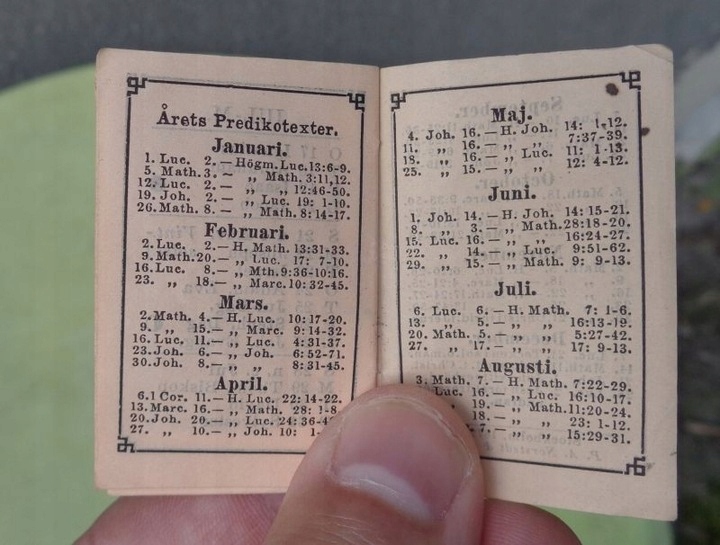 Årets Predikotexter.
Januari.
1. Luc. 2. — Högm. Luc. 13:6-9.
5. Math. 3. — „ Math. 3:11,12.
12. Luc. 2. — „ „ 12:46-50.
19. Joh. 2. — „ Luc. 19: 1-10.
26. Math. 8. — „ Math. 8: 14-17.
Februari.
2. Luc. 2. — H. Math. 13:31-33.
9. Math. 20. — „ Luc. 17: 7-10.
16. Luc. 8. — „ Mth. 9:36-10:16.
23. „ 18. — „ Marc. 10: 32-45.
Mars.
2. Math. 4. — H. Luc. 10: 17-20.
9. „ 15. — „ Marc. 9: 14-32.
16. Luc. 11. — „ Luc. 4: 31-37.
23. Joh. 6. — „ Joh. 6: 52-71.
30. Joh. 8. — „ „ 8: 31-45.
April.
6. 1 Cor. 11. — H. Luc. 22: 14-22.
13. Marc. 16. — „ Math. 28: 1-8.
20. Joh. 20. — „ Luc. 24: 36-4
27. „ 10. — „ Joh. 10: 1-
Maj.
4. Joh. 16. — H. Joh. 14: 1-12.
11. „ 16. — „ „ 7:37-39.
18. „ 16. — „ Luc. 11: 1-13.
25. „ 15. — „ „ 12: 4-12.
Juni.
1. Joh. 14. — H. Joh. 14: 15-21.
8. „ 3. — „ Math. 28:18-20.
15. Luc. 16. — „ „ 16:24-27.
22. „ 14. — „ Luc. 9:51-62.
29. „ 15. — „ Math. 9: 9-13.
Juli.
6. Luc. 6. — H. Math. 7: 1-6.
13. „ 5. — „ „ 16:13-19.
20. Math. 5. — „ „ 5:27-42.
27. „ 17. — „ „ 17: 9-13.
Augusti.
3. Math. 7. — H. Math. 7:22-29.
Luc. 16. — „ Luc. 16:10-17.
„ 19. — „ Math. 11:20-24.
18. — „ „ 23: 1-12.
7. — „ „ 15:29-31.